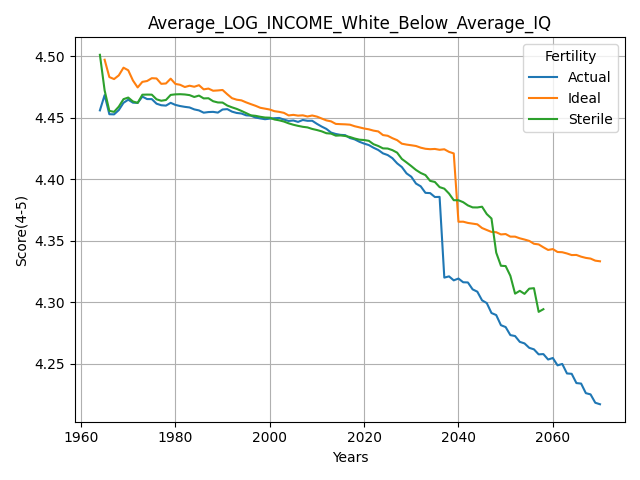 Average_LOG_INCOME_White_Below_Average_IQ
Fertility
Actual
Ideal
Sterile
Score(4-5)
4.50
4.45
4.40
4.35
4.30
4.25
1960 1980 2000 2020 2040 2060
Years